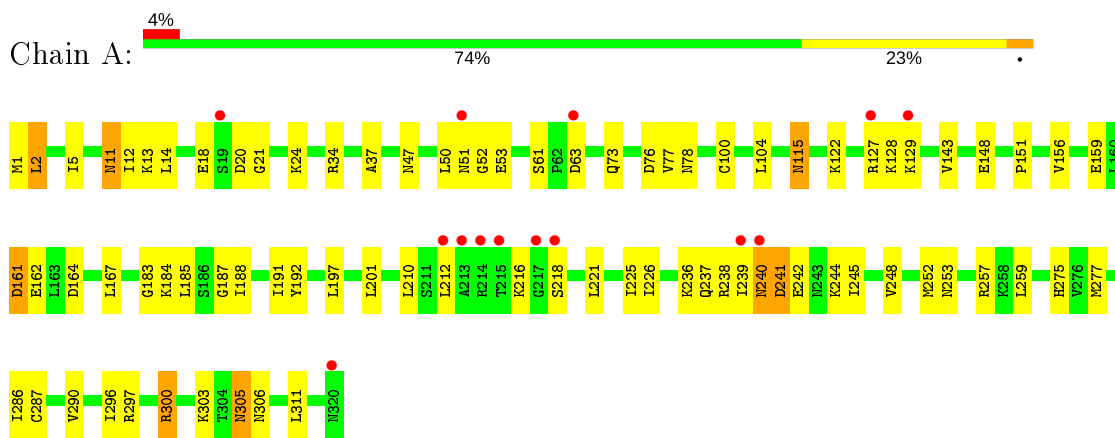 4%
Chain A:
74% 23% •
M1 L2 I5 N11 I12 K13 L14 E18 S19 D20 G21 K24 R34 A37 N47 L50 N51 G52 E53 S61 P62 D63 Q73 D76 V77 N78 C100 L104 N115 K122 R127 K128 K129 V143 E148 P151 V156 E159 L160
D161 E162 L163 D164 L167 G183 K184 L185 S186 G187 I188 I191 Y192 L197 L201 L210 S211 L212 A213 R214 T215 K216 G217 S218 L221 I225 I226 K236 Q237 R238 I239 N240 D241 E242 N243 K244 I245 V248 M252 N253 R257 K258 L259 H275 V276 M277
I286 C287 V290 I296 R297 R300 K303 T304 N305 N306 L311 N320